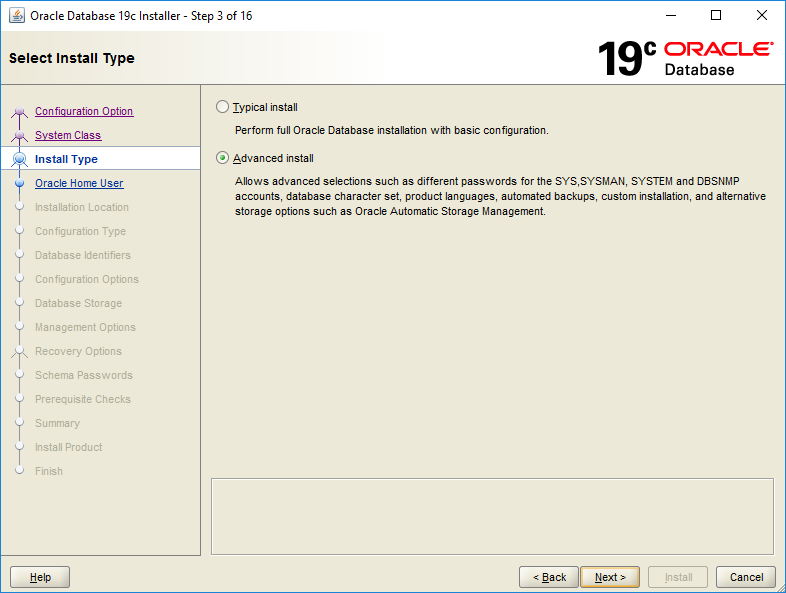 Oracle Database 19c Installer - Step 3 of 16
Select Install Type
19c ORACLE
Database
Configuration Option
System Class
Install Type
Oracle Home User
Installation Location
Configuration Type
Database Identifiers
Configuration Options
Database Storage
Management Options
Recovery Options
Schema Passwords
Prerequisite Checks
Summary
Install Product
Finish
Typical install
Perform full Oracle Database installation with basic configuration.
Advanced install
Allows advanced selections such as different passwords for the SYS,SYSMAN, SYSTEM and DBSNMP
accounts, database character set, product languages, automated backups, custom installation, and alternative
storage options such as Oracle Automatic Storage Management.
Help
< Back
Next >
Install
Cancel